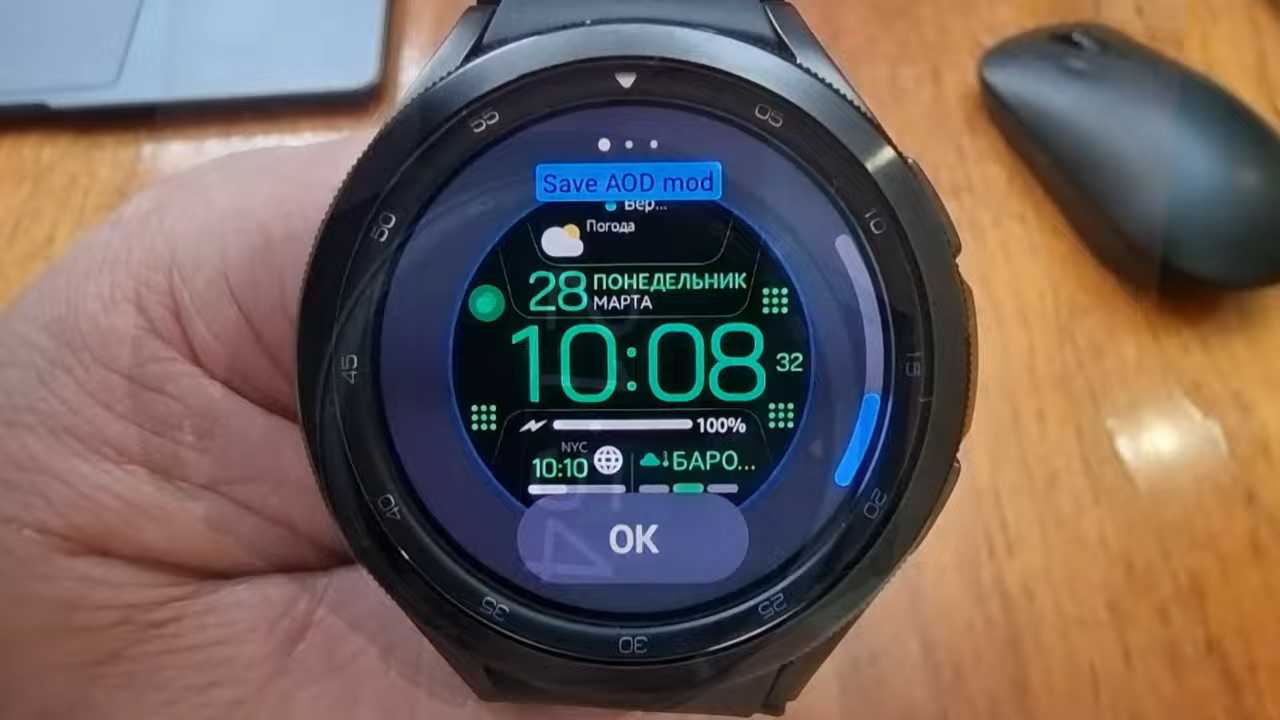 Save AOD mod
Вер...
Погода
28 ПОНЕДЕЛЬНИК
МАРТА
10:08 32
100%
NYC
10:10
БАРО...
OK
05
10
15
20
25
30
35
40
45
50
55